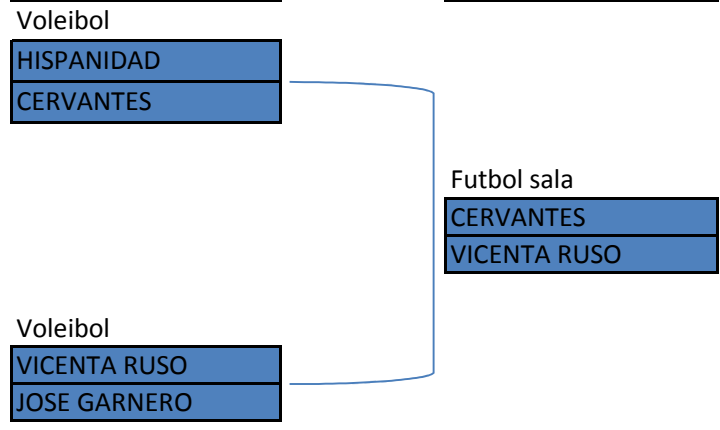 Voleibol
HISPANIDAD
CERVANTES
Futbol sala
CERVANTES
VICENTA RUSO
Voleibol
VICENTA RUSO
JOSE GARNERO